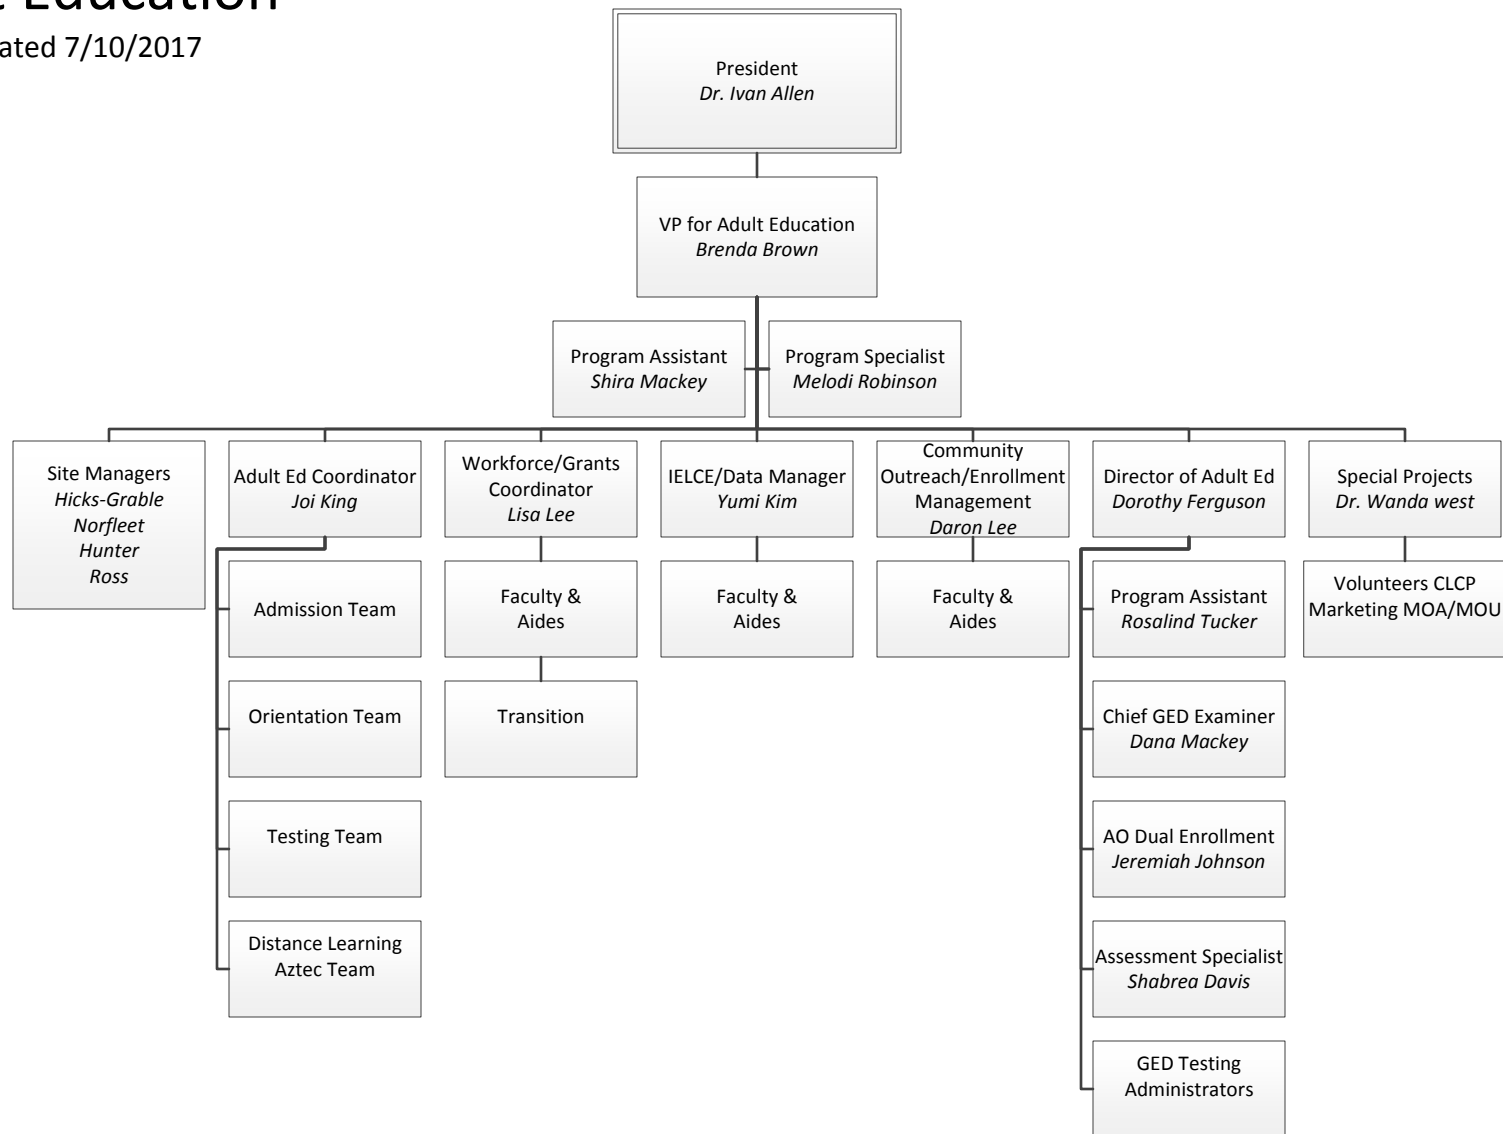 Education
7/10/2017
President
Dr. Ivan Allen
VP for Adult Education
Brenda Brown
Program Assistant
Shira Mackey
Program Specialist
Melodi Robinson
Site Managers
Hicks-Grable
Norfleet
Hunter
Ross
Adult Ed Coordinator
Joi King
Workforce/Grants
Coordinator
Lisa Lee
IELCE/Data Manager
Yumi Kim
Community
Outreach/Enrollment
Management
Daron Lee
Director of Adult Ed
Dorothy Ferguson
Special Projects
Dr. Wanda west
Admission Team
Orientation Team
Testing Team
Distance Learning
Aztec Team
Faculty &
Aides
Transition
Faculty &
Aides
Faculty &
Aides
Program Assistant
Rosalind Tucker
Chief GED Examiner
Dana Mackey
AO Dual Enrollment
Jeremiah Johnson
Assessment Specialist
Shabrea Davis
GED Testing
Administrators
Volunteers CLCP
Marketing MOA/MOU